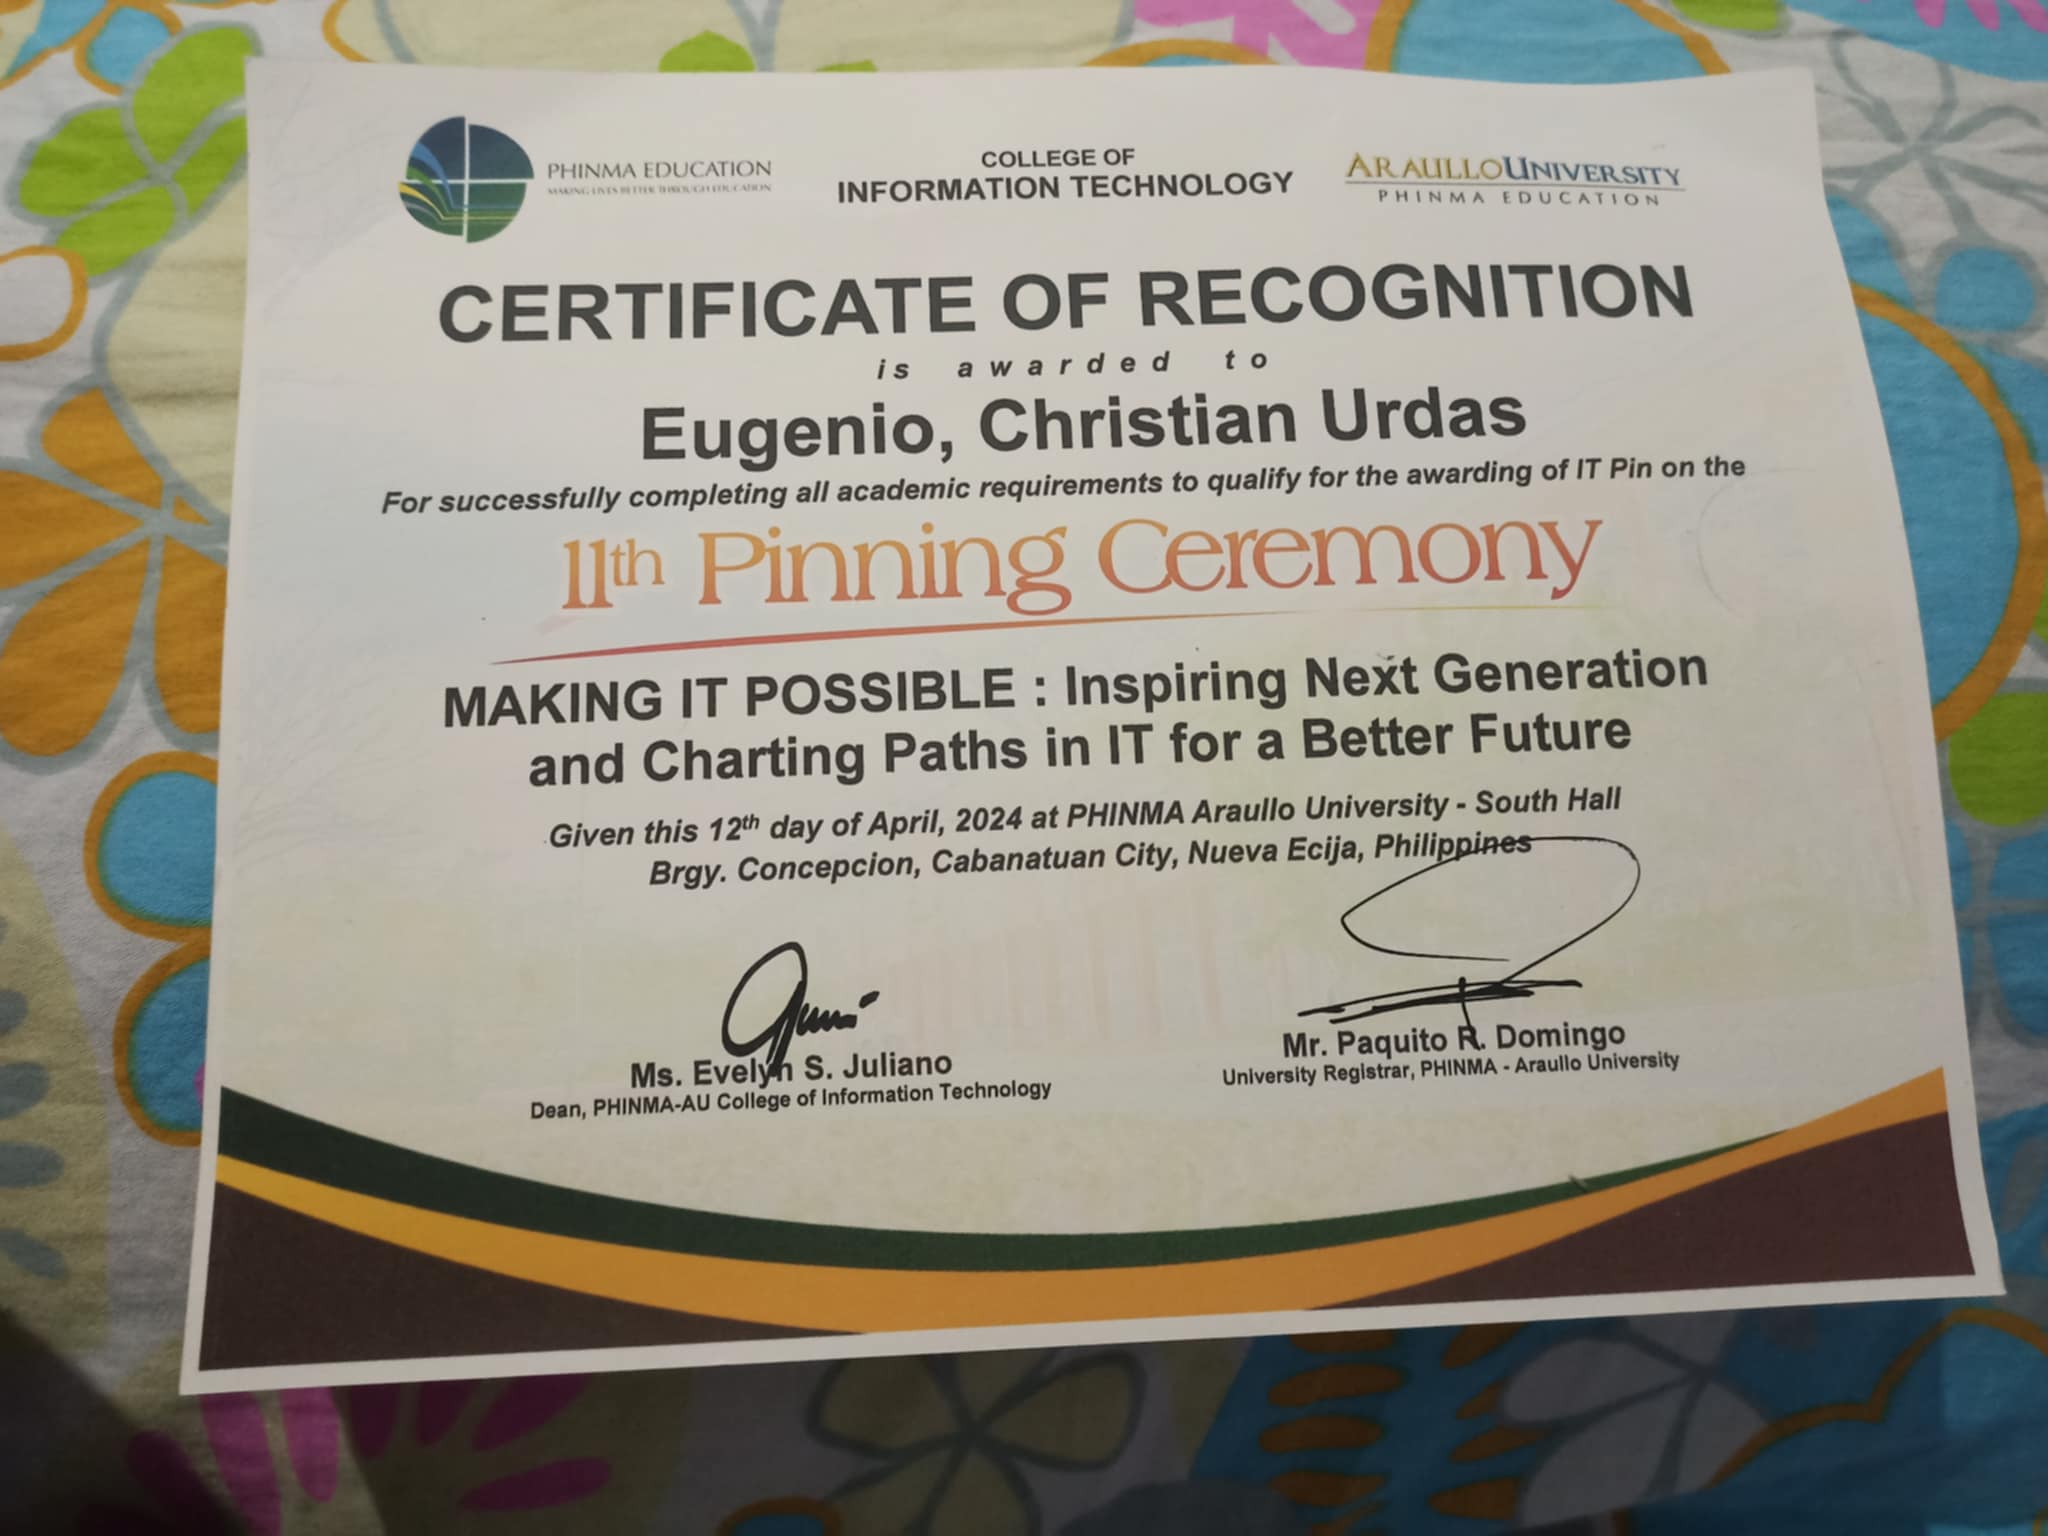 PHINMA EDUCATION
MAKING LIVES BETTER THROUGH EDUCATION
COLLEGE OF
INFORMATION TECHNOLOGY
ARAULLO UNIVERSITY
PHINMA EDUCATION
CERTIFICATE OF RECOGNITION
is awarded to
Eugenio, Christian Urdas
For successfully completing all academic requirements to qualify for the awarding of IT Pin on the
11th Pinning Ceremony
MAKING IT POSSIBLE : Inspiring Next Generation
and Charting Paths in IT for a Better Future
Given this 12th day of April, 2024 at PHINMA Araullo University - South Hall
Brgy. Concepcion, Cabanatuan City, Nueva Ecija, Philippines
Ms. Evelyn S. Juliano
Dean, PHINMA-AU College of Information Technology
Mr. Paquito R. Domingo
University Registrar, PHINMA - Araullo University